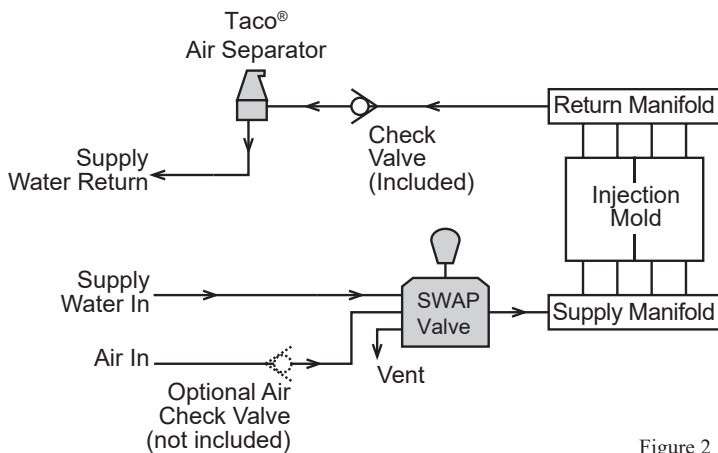 Taco®
Air Separator
Return Manifold
Check
Valve
(Included)
Supply
Water Return
Injection
Mold
Supply
Water In
SWAP
Valve
Supply Manifold
Air In
Vent
Optional Air
Check Valve
(not included)
Figure 2